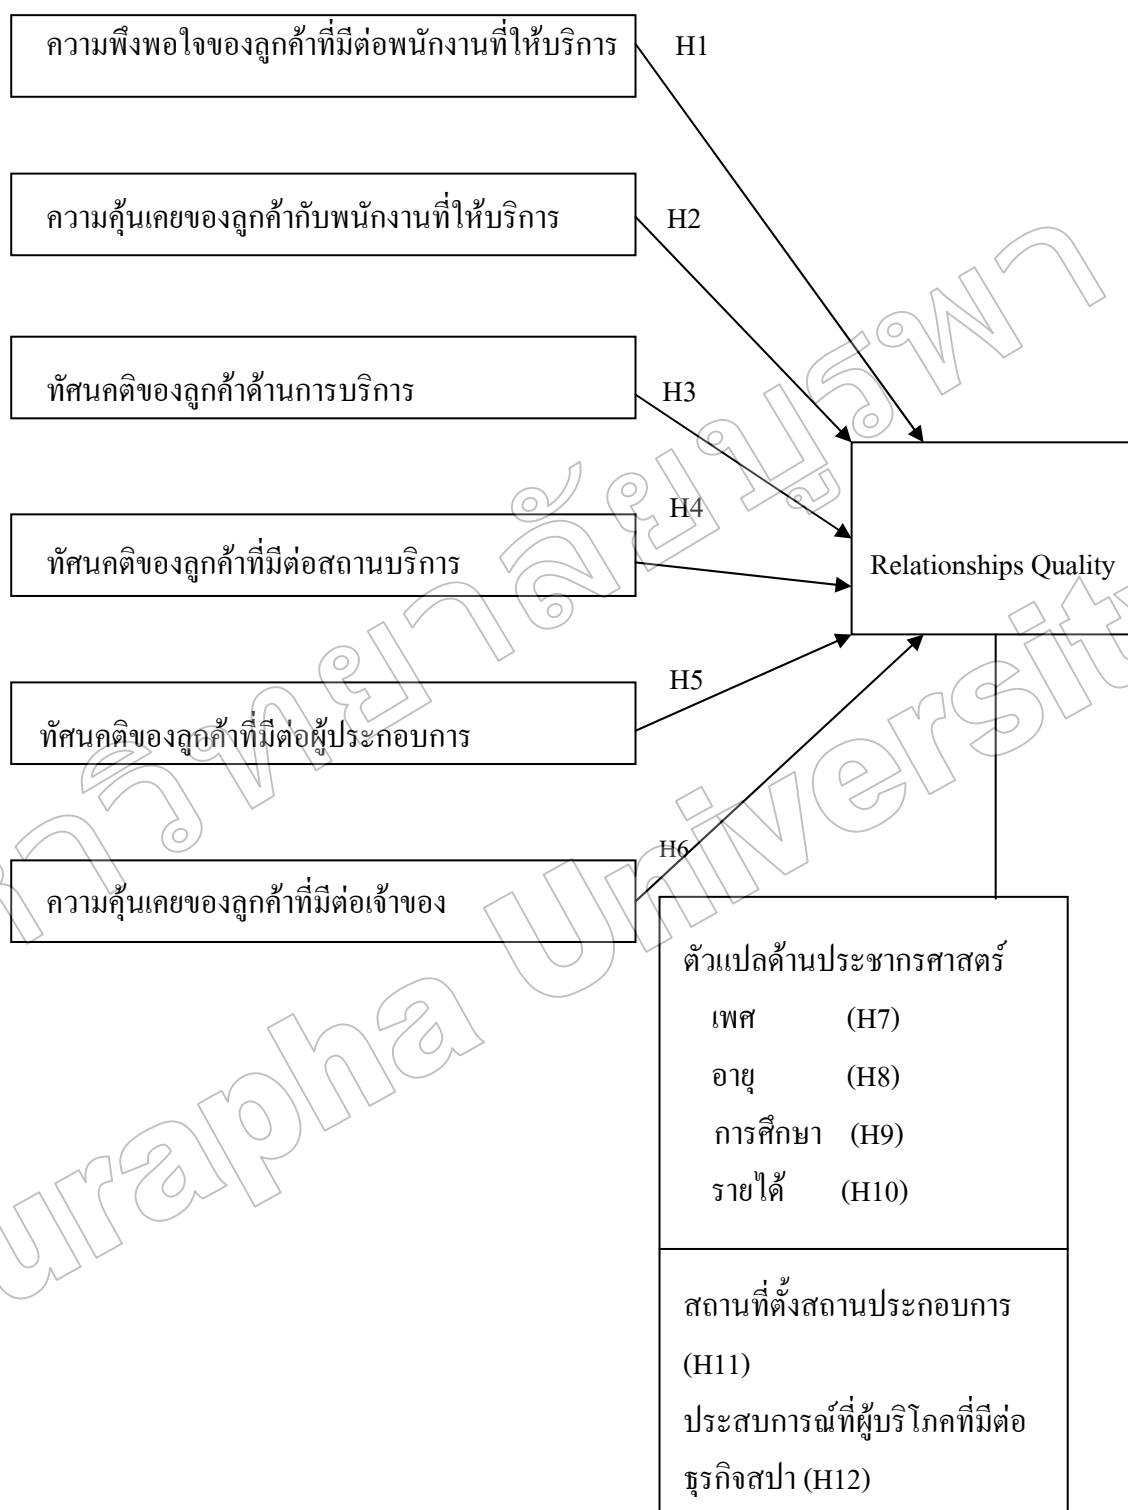 ความพึงพอใจของลูกค้าที่มีต่อพนักงานที่ให้บริการ
H1
ความคุ้นเคยของลูกค้ากับพนักงานที่ให้บริการ
H2
ทัศนคติของลูกค้าด้านการบริการ
H3
H4
ทัศนคติของลูกค้าที่มีต่อสถานบริการ
Relationships Quality
H5
ทัศนคติของลูกค้าที่มีต่อผู้ประกอบการ
H6
ความคุ้นเคยของลูกค้าที่มีต่อเจ้าของ
ตัวแปลด้านประชากรศาสตร์
เพศ (H7)
อายุ (H8)
การศึกษา (H9)
รายได้ (H10)
สถานที่ตั้งสถานประกอบการ
(H11)
ประสบการณ์ที่ผู้บริโภคที่มีต่อ
ธุรกิจสปา (H12)
หาวิทยาลัยบูรพา
urapha University